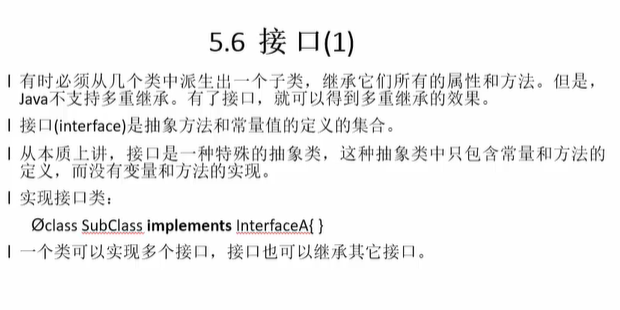 5.6 接 口(1)
l 有时必须从几个类中派生出一个子类，继承它们所有的属性和方法。但是，
Java不支持多重继承。有了接口，就可以得到多重继承的效果。
l 接口(interface)是抽象方法和常量值的定义的集合。
l 从本质上讲，接口是一种特殊的抽象类，这种抽象类中只包含常量和方法的
定义，而没有变量和方法的实现。
l 实现接口类：
Øclass SubClass implements InterfaceA{ }
l 一个类可以实现多个接口，接口也可以继承其它接口。